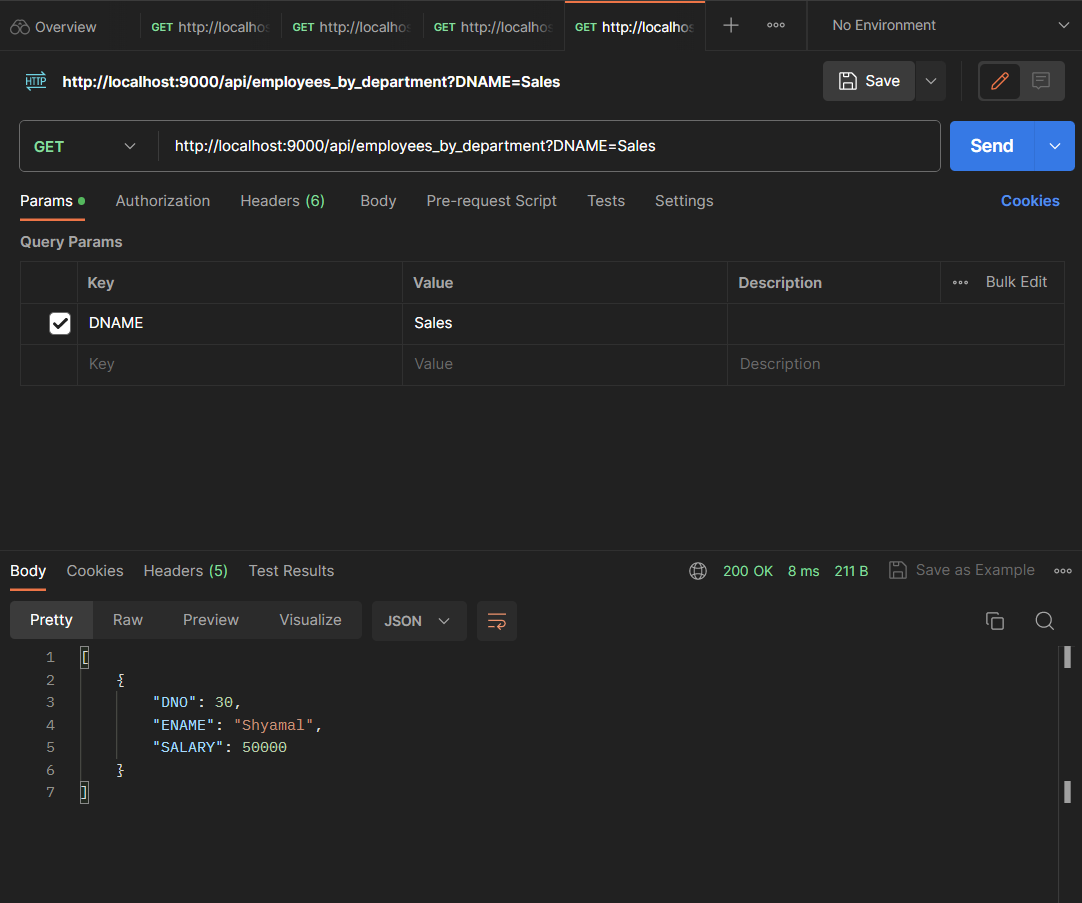 Overview GET http://localhos GET http://localhos GET http://localhos GET http://localhos No Environment
HTTP http://localhost:9000/api/employees_by_department?DNAME=Sales Save
GET http://localhost:9000/api/employees_by_department?DNAME=Sales Send
Params Authorization Headers (6) Body Pre-request Script Tests Settings Cookies
Query Params
Key Value Description Bulk Edit
DNAME Sales
Key Value Description
Body Cookies Headers (5) Test Results 200 OK 8 ms 211 B Save as Example
Pretty Raw Preview Visualize JSON
1 [
2 {
3 "DNO": 30,
4 "ENAME": "Shyamal",
5 "SALARY": 50000
6 }
7 ]